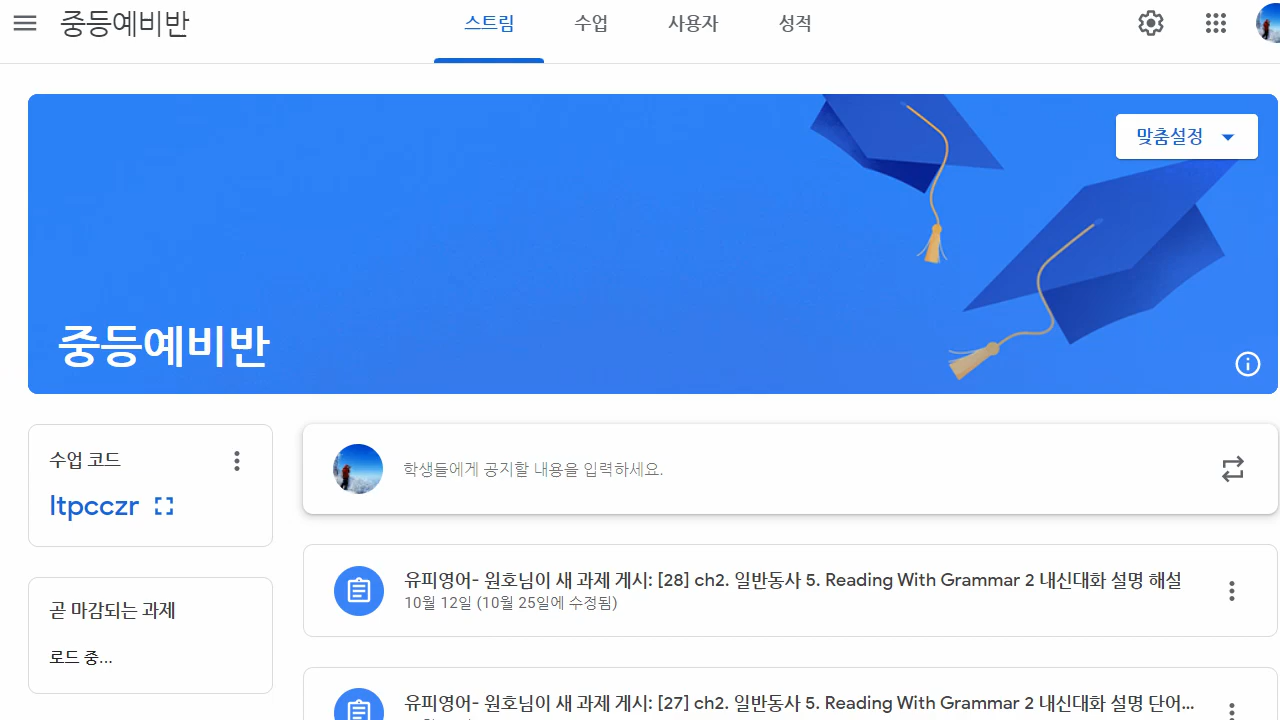 중등예비반
스트림
수업
사용자
성적
맞춤설정
중등예비반
수업 코드
ltpcczr
학생들에게 공지할 내용을 입력하세요.
유피영어- 원호님이 새 과제 게시: [28] ch2. 일반동사 5. Reading With Grammar 2 내신대화 설명 해설
10월 12일 (10월 25일에 수정됨)
곧 마감되는 과제
로드 중...
유피영어- 원호님이 새 과제 게시: [27] ch2. 일반동사 5. Reading With Grammar 2 내신대화 설명 단어...